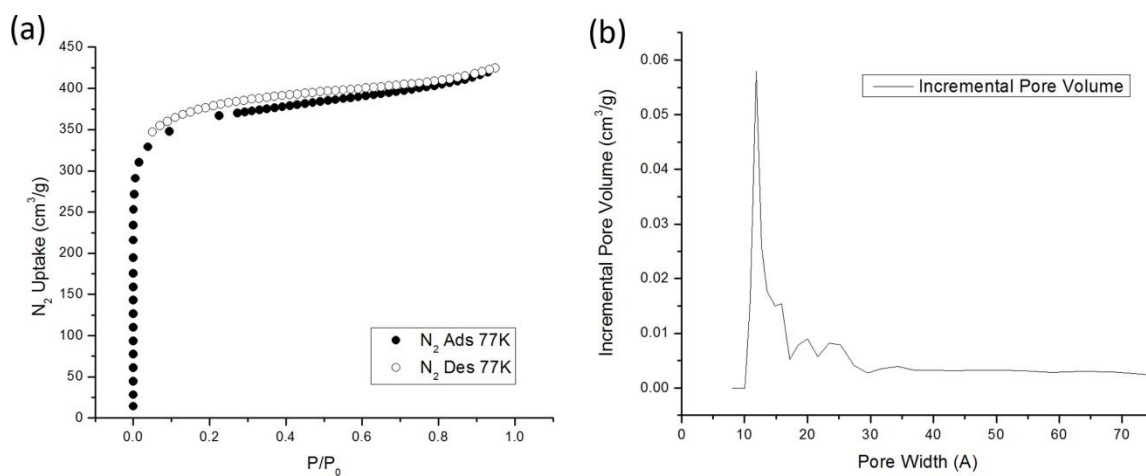 (a)
450
400
350
300
250
200
150
100
50
0
N₂ Uptake (cm³/g)
N₂ Ads 77K
N₂ Des 77K
0.0 0.2 0.4 0.6 0.8 1.0
P/P₀
(b)
0.06
0.05
0.04
0.03
0.02
0.01
0.00
Incremental Pore Volume (cm³/g)
Incremental Pore Volume
0 10 20 30 40 50 60 70
Pore Width (A)